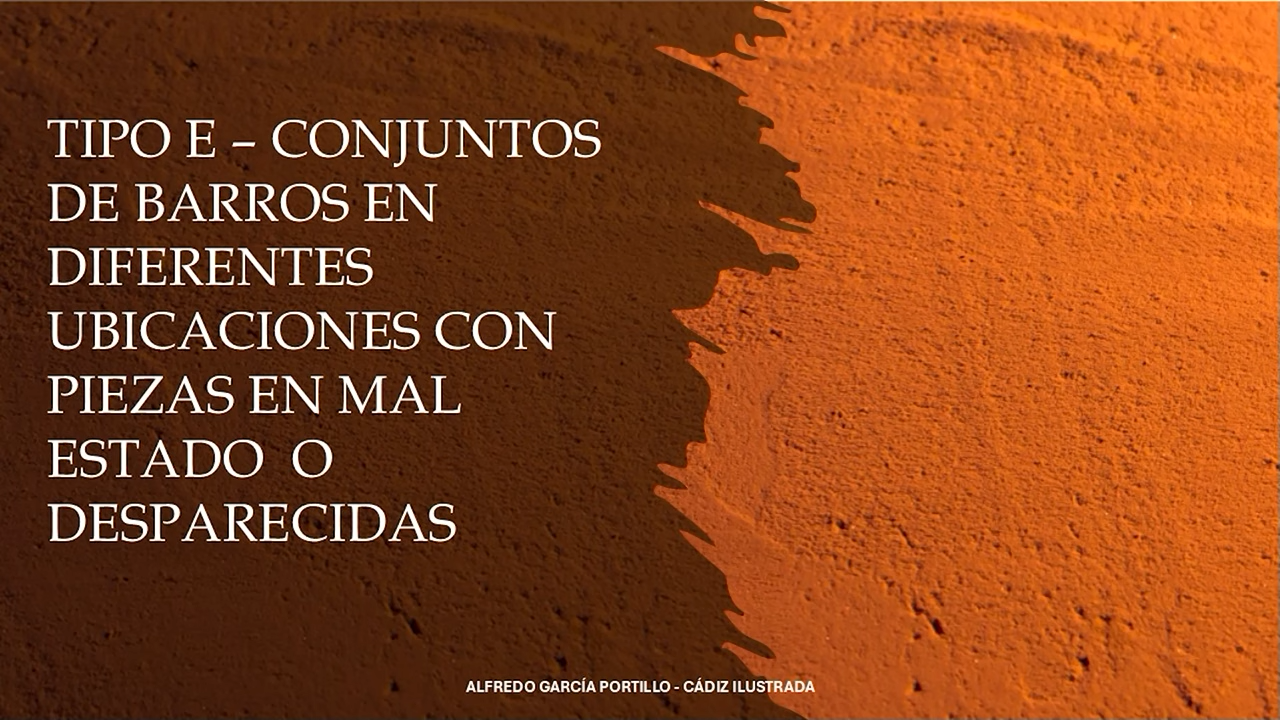 TIPO E – CONJUNTOS
DE BARROS EN
DIFERENTES
UBICACIONES CON
PIEZAS EN MAL
ESTADO  O
DESPARECIDAS
ALFREDO GARCÍA PORTILLO - CÁDIZ ILUSTRADA